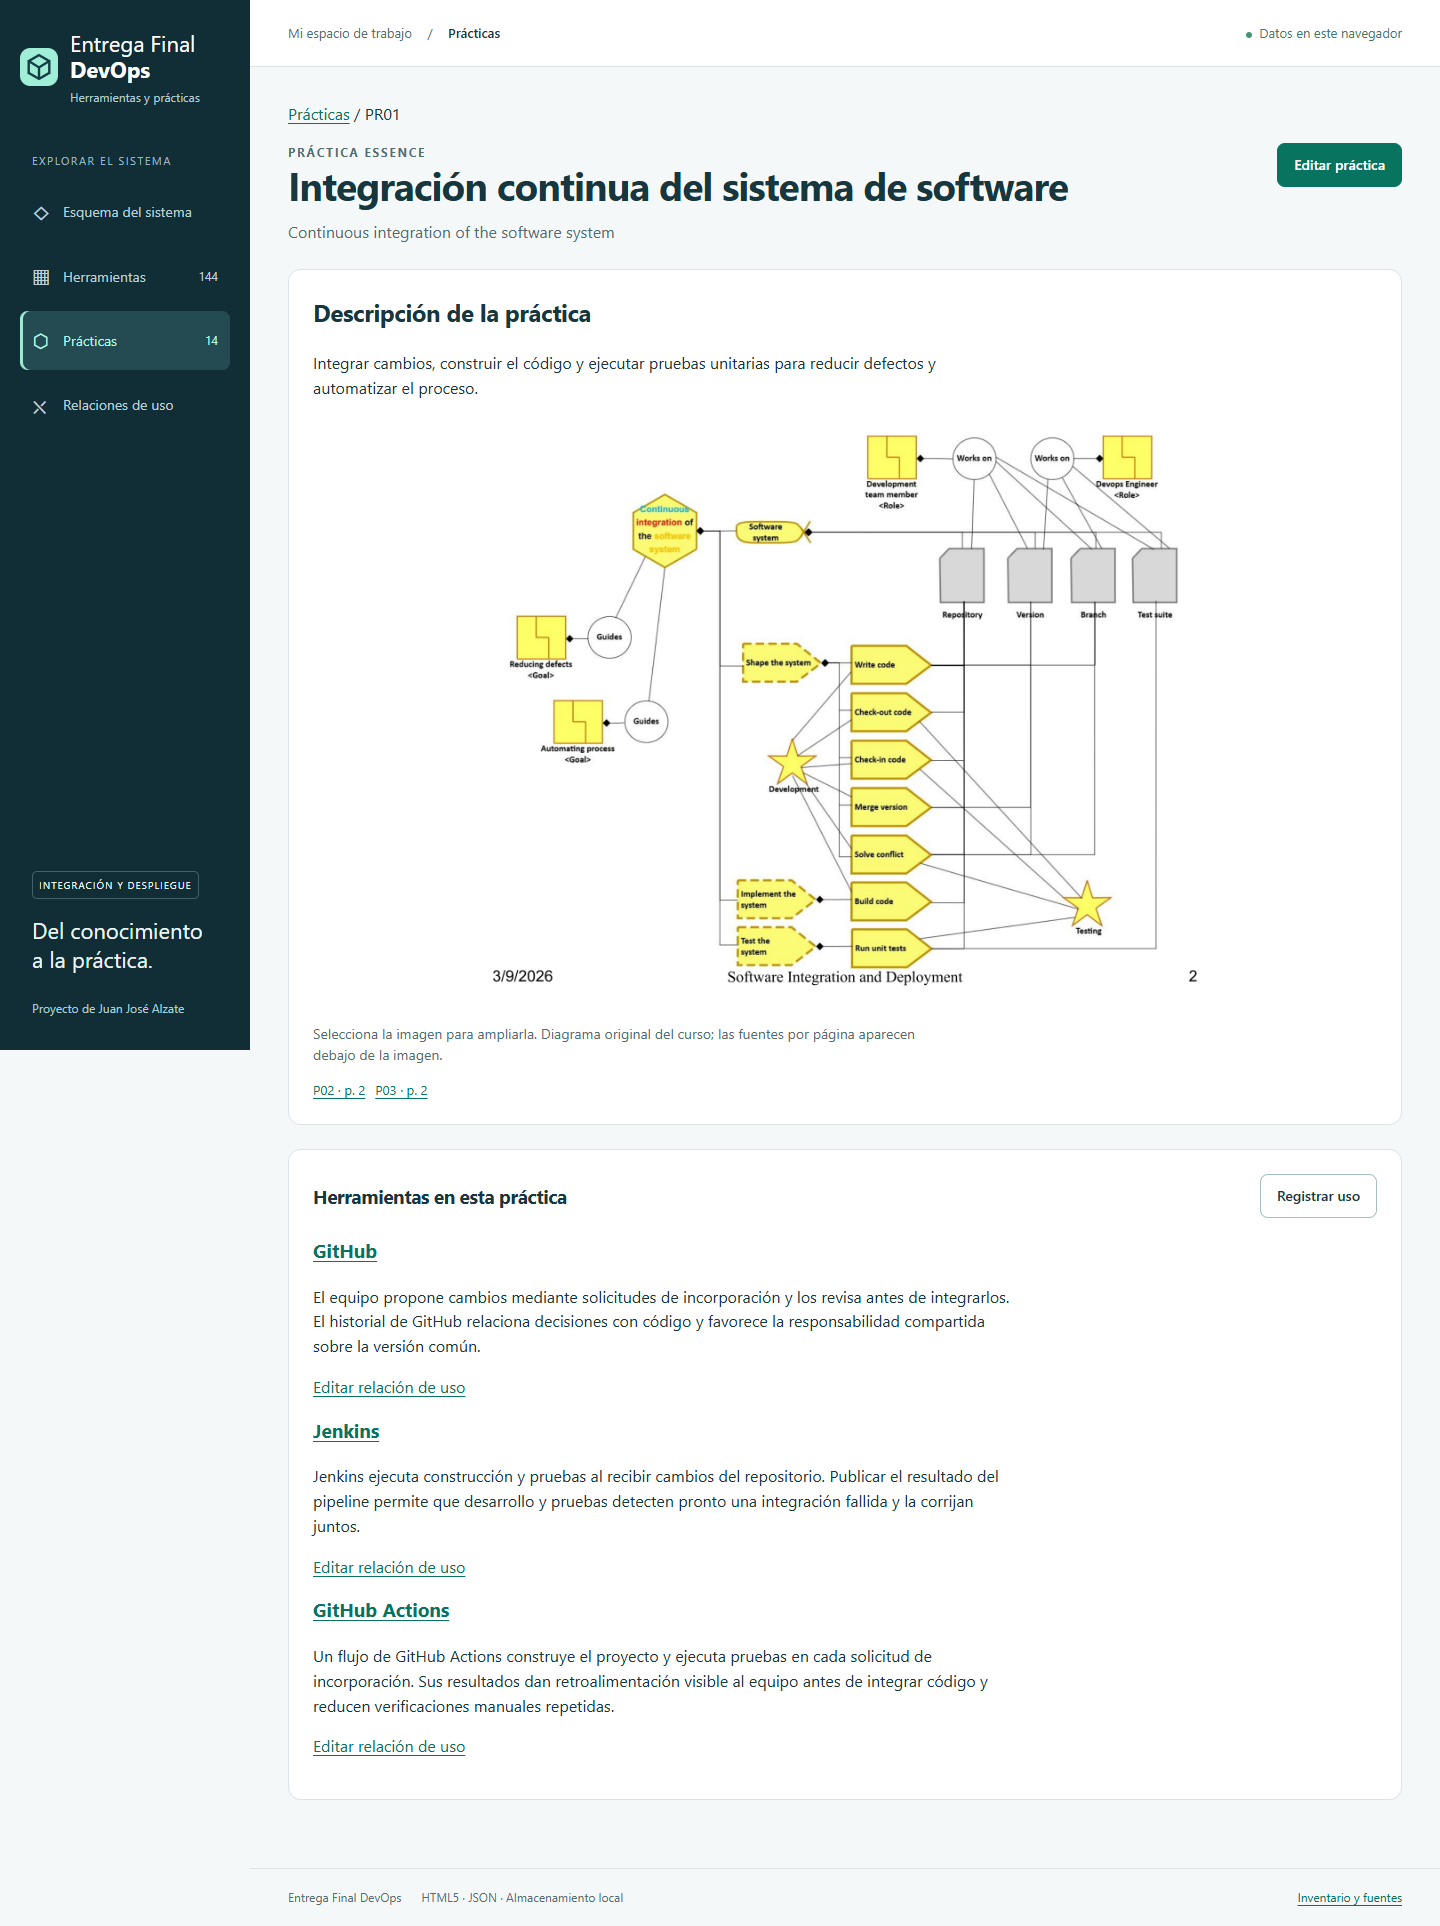 Entrega Final
DevOps
Herramientas y prácticas
EXPLORAR EL SISTEMA
Esquema del sistema
Herramientas 144
Prácticas 14
Relaciones de uso
INTEGRACIÓN Y DESPLIEGUE
Del conocimiento
a la práctica.
Proyecto de Juan José Alzate
Mi espacio de trabajo / Prácticas
Datos en este navegador
Prácticas / PR01
PRÁCTICA ESSENCE
Integración continua del sistema de software
Continuous integration of the software system
Editar práctica
Descripción de la práctica
Integrar cambios, construir el código y ejecutar pruebas unitarias para reducir defectos y
automatizar el proceso.
Works on
Works on
Development
team member
<Role>
Devops Engineer
<Role>
Continuous
integration of
the software
system
Software
system
Repository
Version
Branch
Test suite
Guides
Reducing defects
<Goal>
Guides
Automating process
<Goal>
Shape the system
Write code
Check-out code
Check-in code
Development
Merge version
Solve conflict
Implement the
system
Build code
Testing
Test the
system
Run unit tests
3/9/2026
Software Integration and Deployment
2
Selecciona la imagen para ampliarla. Diagrama original del curso; las fuentes por página aparecen
debajo de la imagen.
P02 · p. 2 P03 · p. 2
Herramientas en esta práctica
Registrar uso
GitHub
El equipo propone cambios mediante solicitudes de incorporación y los revisa antes de integrarlos.
El historial de GitHub relaciona decisiones con código y favorece la responsabilidad compartida
sobre la versión común.
Editar relación de uso
Jenkins
Jenkins ejecuta construcción y pruebas al recibir cambios del repositorio. Publicar el resultado del
pipeline permite que desarrollo y pruebas detecten pronto una integración fallida y la corrijan
juntos.
Editar relación de uso
GitHub Actions
Un flujo de GitHub Actions construye el proyecto y ejecuta pruebas en cada solicitud de
incorporación. Sus resultados dan retroalimentación visible al equipo antes de integrar código y
reducen verificaciones manuales repetidas.
Editar relación de uso
Entrega Final DevOps HTML5 · JSON · Almacenamiento local
Inventario y fuentes